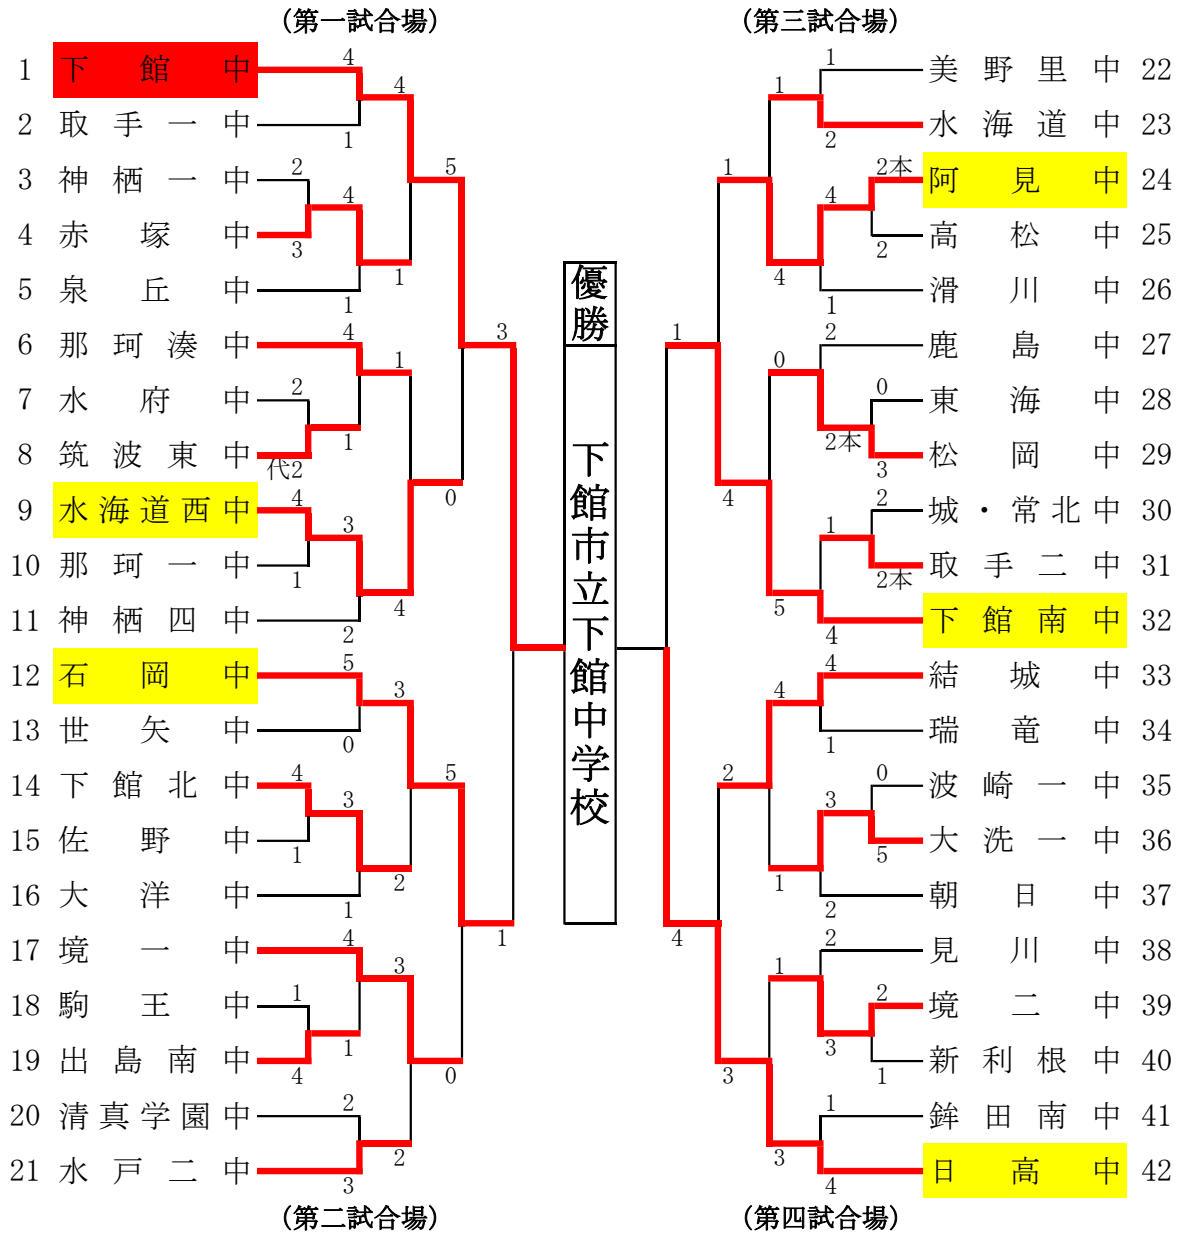 (第一試合場)
(第三試合場)
1 下館中 4
2 取手一中 1
4
3 神栖一中 2
4 赤塚中 3
4
5 泉丘中 1
1
5
6 那珂湊中 4
7 水府中 2
8 筑波東中 代2
1
1
9 水海道西中 4
10 那珂一中 1
3
11 神栖四中 2
4
0
3
12 石岡中 5
13 世矢中 0
3
14 下館北中 4
15 佐野中 1
3
16 大洋中 1
2
5
17 境一中 4
18 駒王中 1
19 出島南中 4
1
3
20 清真学園中 2
21 水戸二中 3
2
0
1
優勝
下館市立下館中学校
1 美野里中 22
2 水海道中 23
1
2本 阿見中 24
2 高松中 25
4
1 滑川中 26
4
1
2 鹿島中 27
0 東海中 28
3 松岡中 29
2本
0
2 城・常北中 30
2本 取手二中 31
1
4 下館南中 32
5
4
1
4 結城中 33
1 瑞竜中 34
4
0 波崎一中 35
5 大洗一中 36
3
2 朝日中 37
1
2
2 見川中 38
2 境二中 39
1 新利根中 40
3
1
1 鉾田南中 41
4 日高中 42
3
3
4
(第二試合場)
(第四試合場)